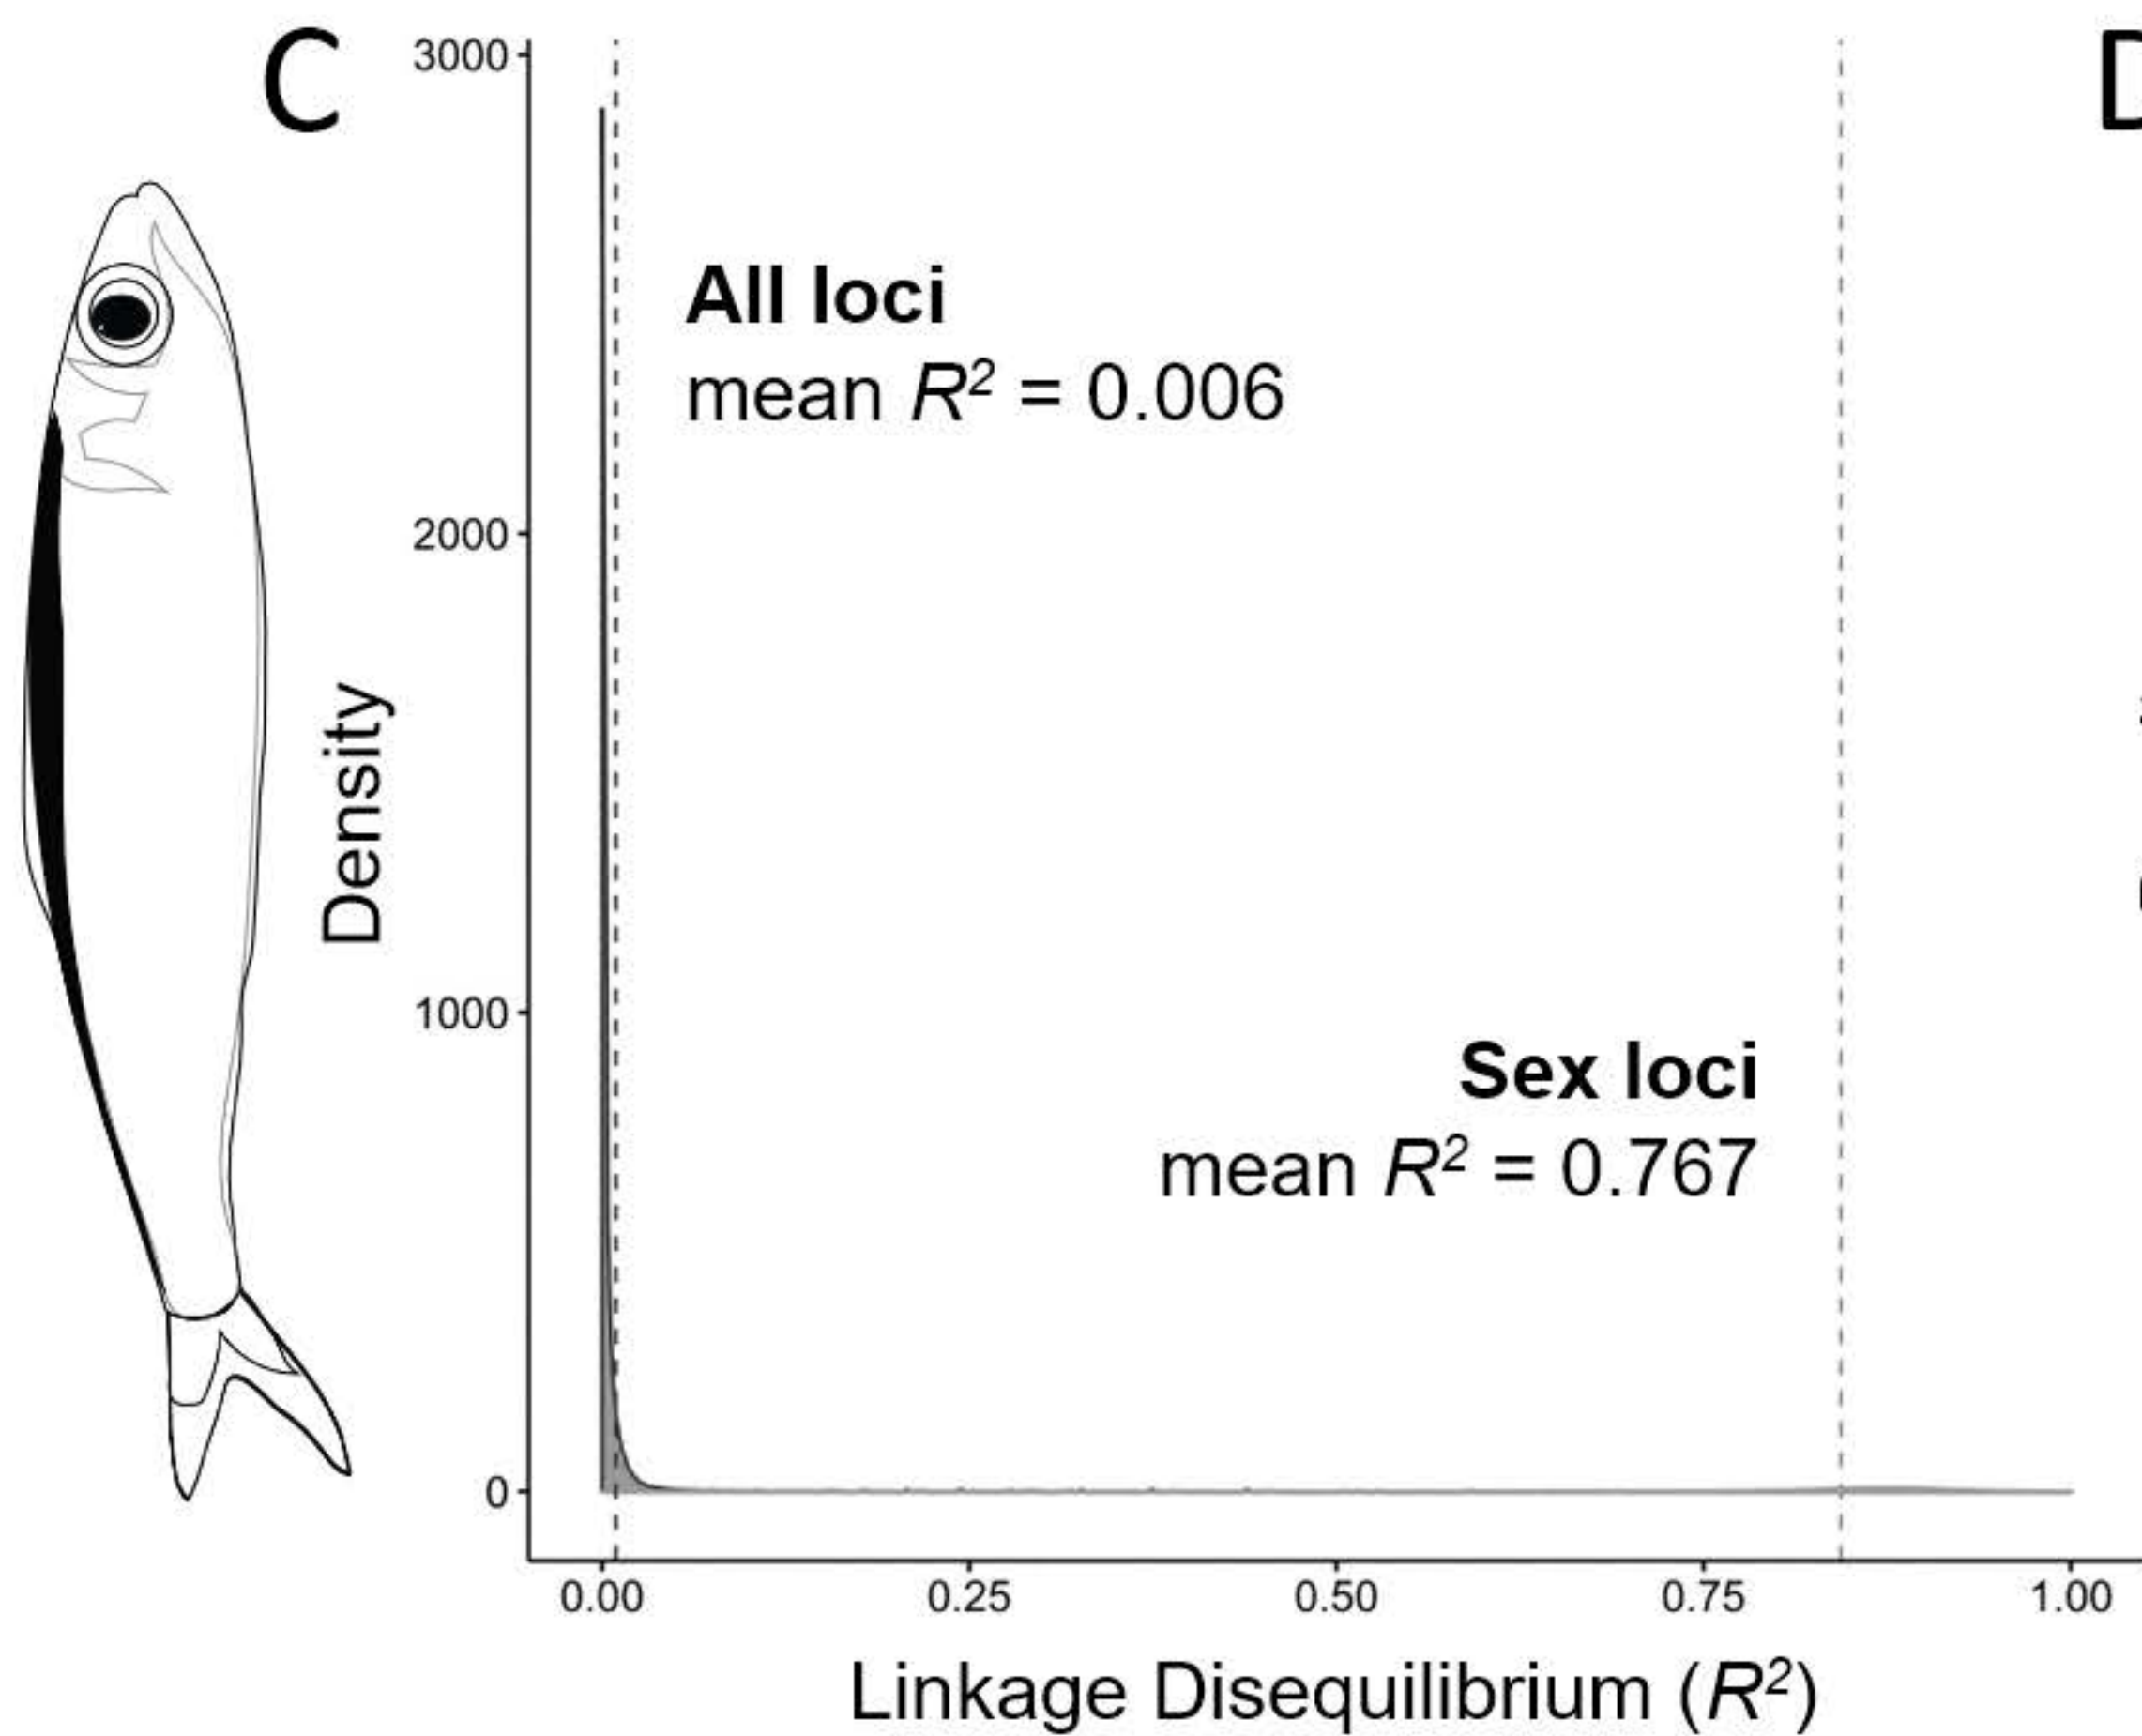 C
D
3000
2000
1000
0
Density
All loci
mean R² = 0.006
Sex loci
mean R² = 0.767
0.00 0.25 0.50 0.75 1.00
Linkage Disequilibrium (R²)